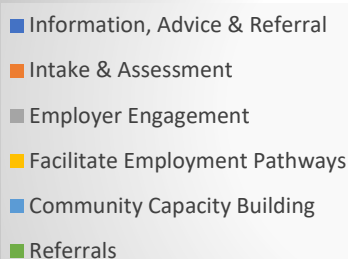 Information, Advice & Referral
Intake & Assessment
Employer Engagement
Facilitate Employment Pathways
Community Capacity Building
Referrals